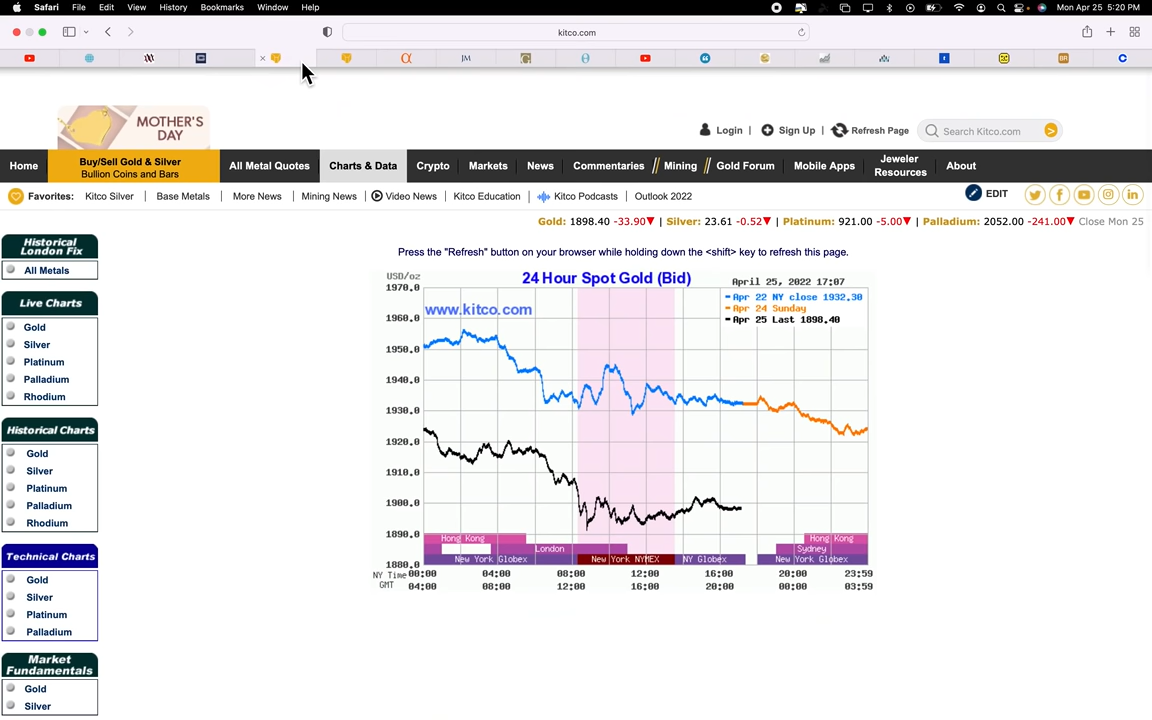 Safari File Edit View History Bookmarks Window Help Mon Apr 25 5:20 PM
kitco.com
JM
MOTHER'S
DAY
Login | Sign Up | Refresh Page Search Kitco.com
Home Buy/Sell Gold & Silver All Metal Quotes Charts & Data Crypto Markets News Commentaries // Mining // Gold Forum Mobile Apps Jeweler Resources About
Bullion Coins and Bars
Favorites: Kitco Silver | Base Metals | More News | Mining News | Video News | Kitco Education | Kitco Podcasts | Outlook 2022 EDIT
Gold: 1898.40 -33.90▼ | Silver: 23.61 -0.52▼ | Platinum: 921.00 -5.00▼ | Palladium: 2052.00 -241.00▼ Close Mon 25
Press the "Refresh" button on your browser while holding down the <shift> key to refresh this page.
Historical
London Fix
All Metals
Live Charts
Gold
Silver
Platinum
Palladium
Rhodium
Historical Charts
Gold
Silver
Platinum
Palladium
Rhodium
Technical Charts
Gold
Silver
Platinum
Palladium
Market
Fundamentals
Gold
Silver
USD/oz 24 Hour Spot Gold (Bid) April 25, 2022 17:07
www.kitco.com
Apr 22 NY close 1932.30
Apr 24 Sunday
Apr 25 Last 1898.40
1970.0
1960.0
1950.0
1940.0
1930.0
1920.0
1910.0
1900.0
1890.0
1880.0
Hong Kong Hong Kong
London Sydney
New York Globex New York NYMEX NY Globex New York Globex
NY Time 00:00 04:00 08:00 12:00 16:00 20:00 23:59
GMT 04:00 08:00 12:00 16:00 20:00 00:00 03:59